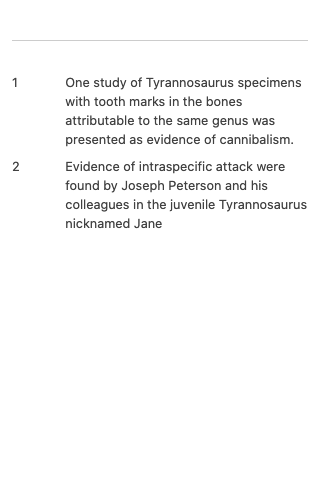 1 One study of Tyrannosaurus specimens
with tooth marks in the bones
attributable to the same genus was
presented as evidence of cannibalism.
2 Evidence of intraspecific attack were
found by Joseph Peterson and his
colleagues in the juvenile Tyrannosaurus
nicknamed Jane